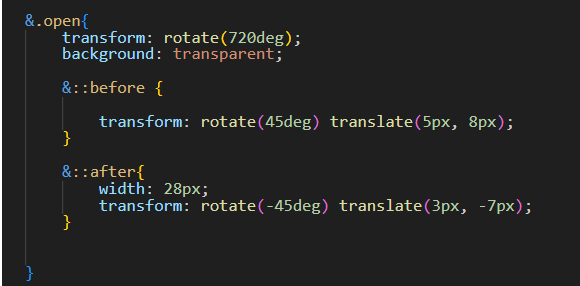 &.open{
transform: rotate(720deg);
background: transparent;
&::before {
transform: rotate(45deg) translate(5px, 8px);
}
&::after{
width: 28px;
transform: rotate(-45deg) translate(3px, -7px);
}
}